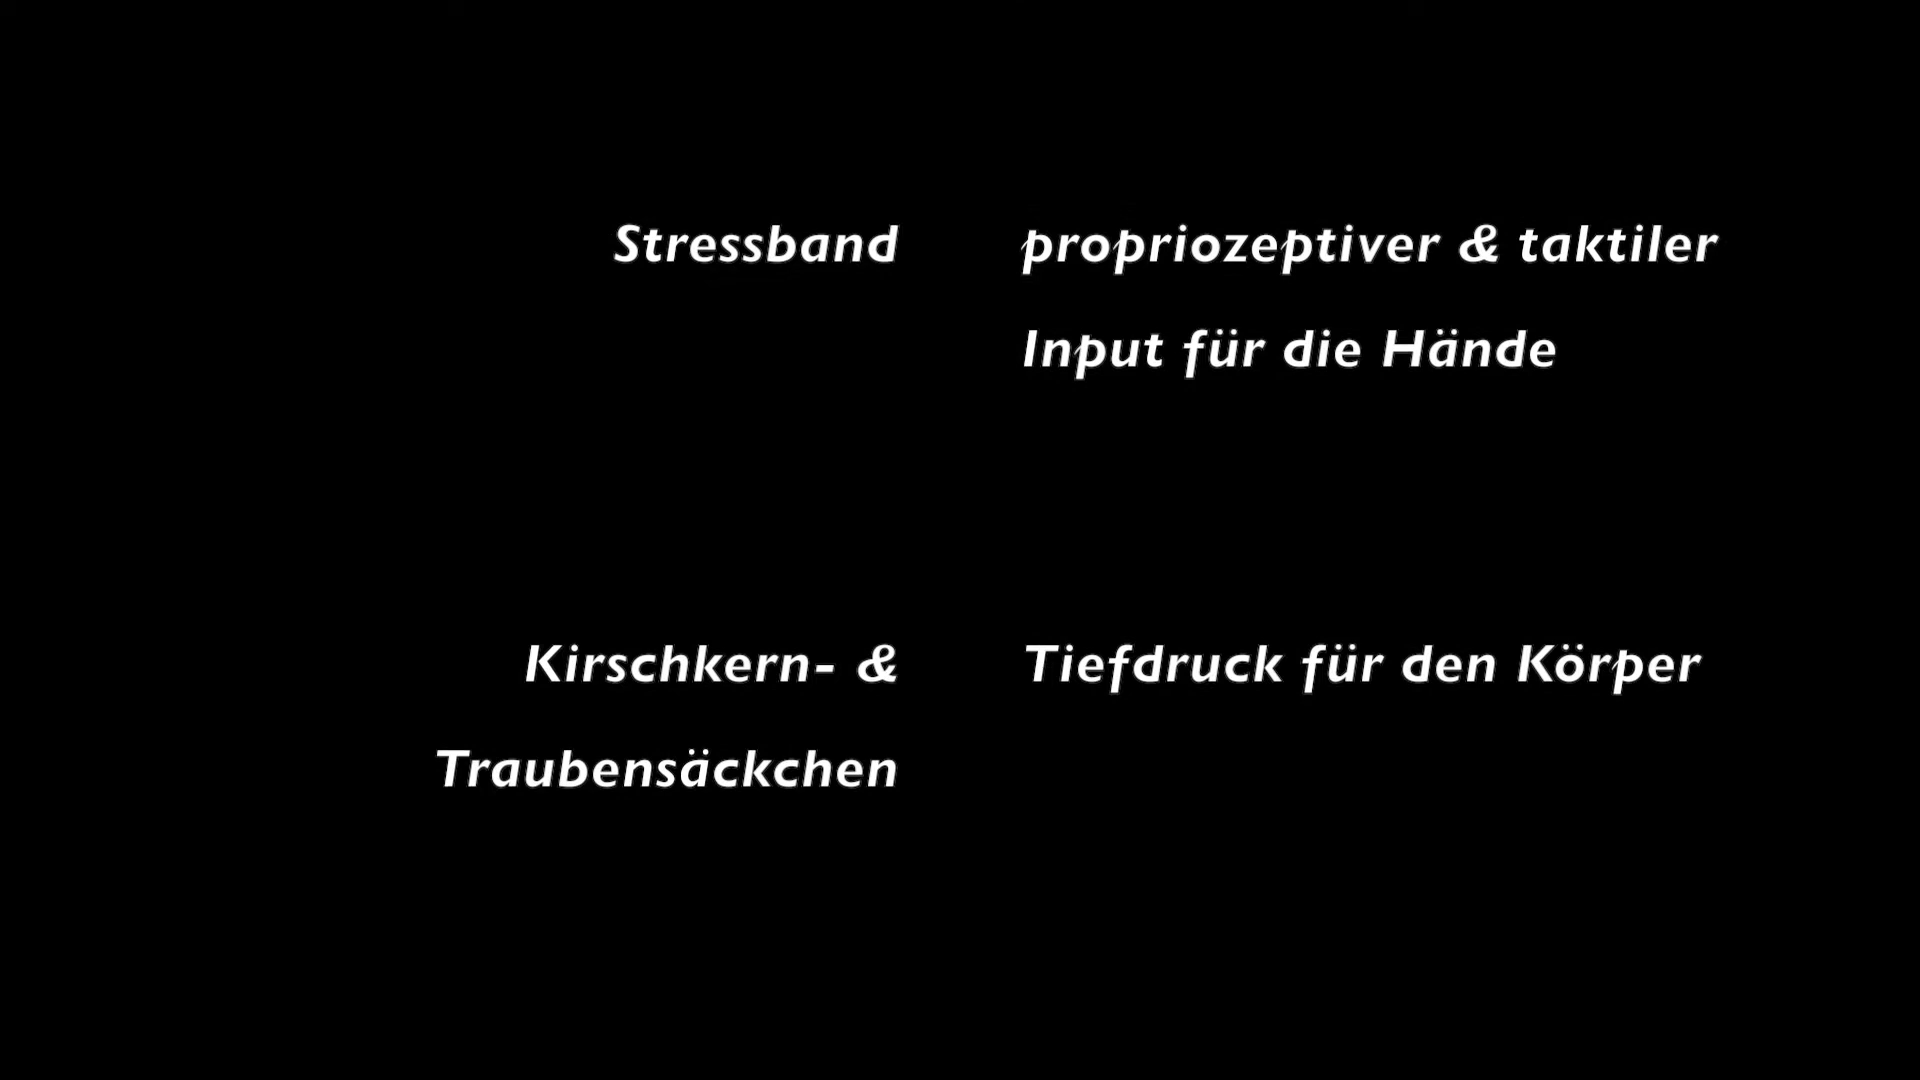 Stressband
propriozeptiver & taktiler
Input für die Hände
Kirschkern- &
Traubensäckchen
Tiefdruck für den Körper